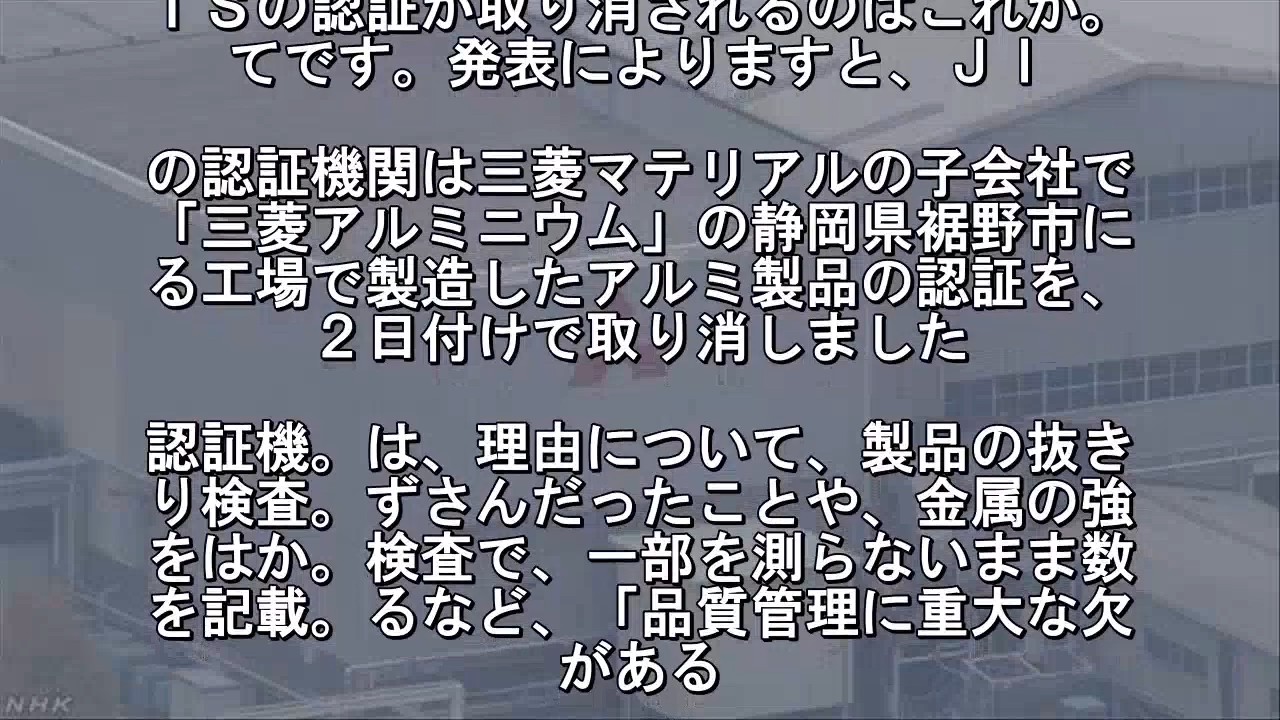 ＩＳの認証が取り消されるのはこれが。
てです。発表によりますと、ＪＩ
の認証機関は三菱マテリアルの子会社で
「三菱アルミニウム」の静岡県裾野市に
る工場で製造したアルミ製品の認証を、
２日付けで取り消しました
認証機。は、理由について、製品の抜き
り検査。ずさんだったことや、金属の強
をはか。検査で、一部を測らないまま数
を記載。るなど、「品質管理に重大な欠
がある
NHK